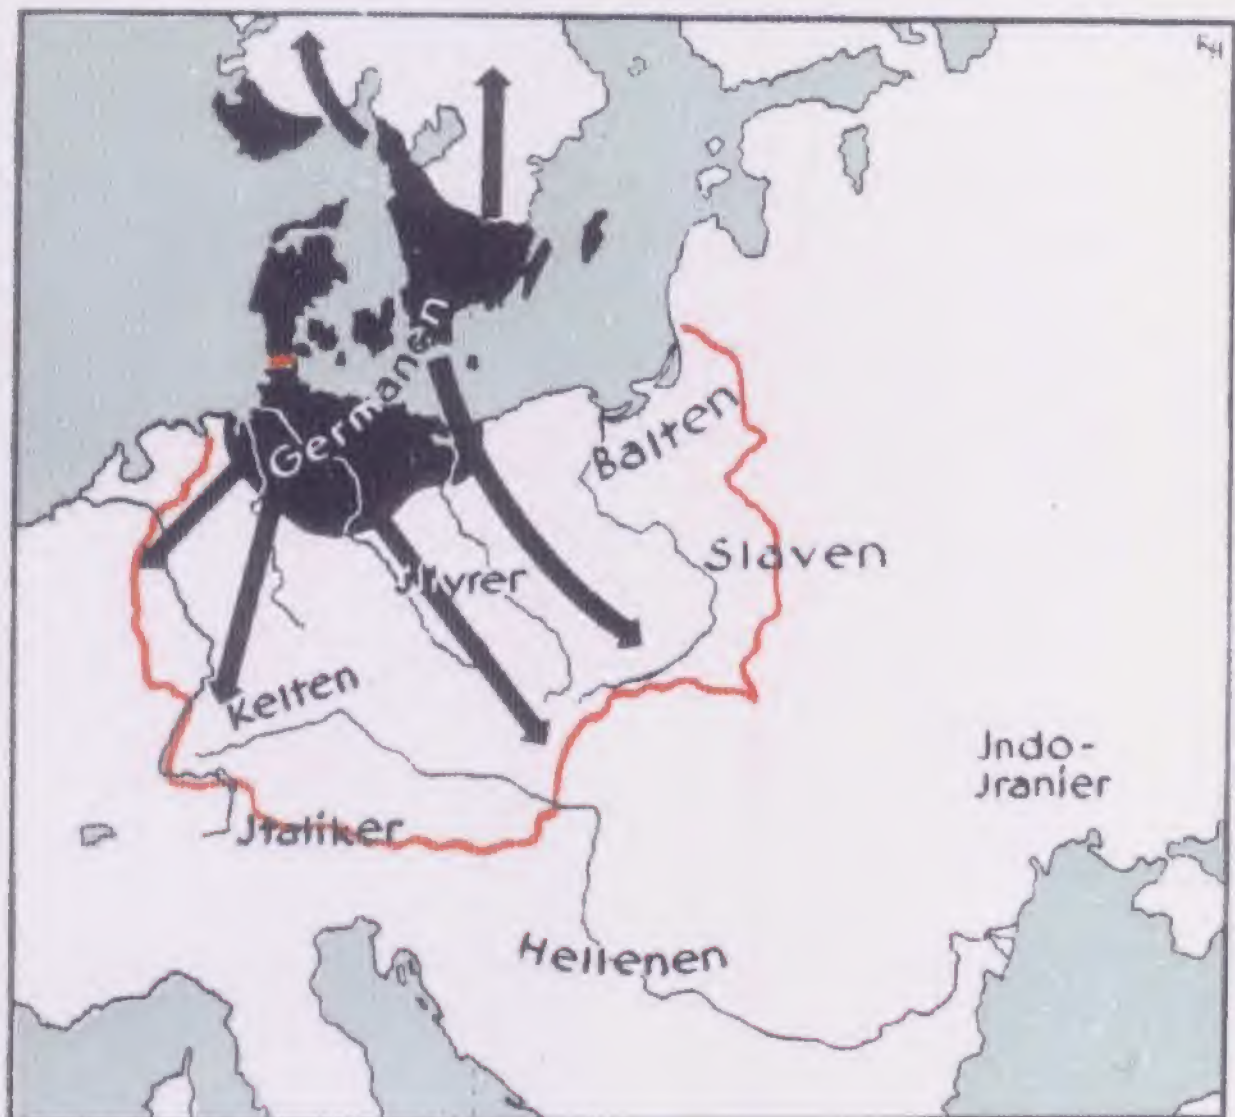 Germanen
Balten
Slaven
Jllyrer
Kelten
Jndo-
Jranier
Jtaliker
Hellenen